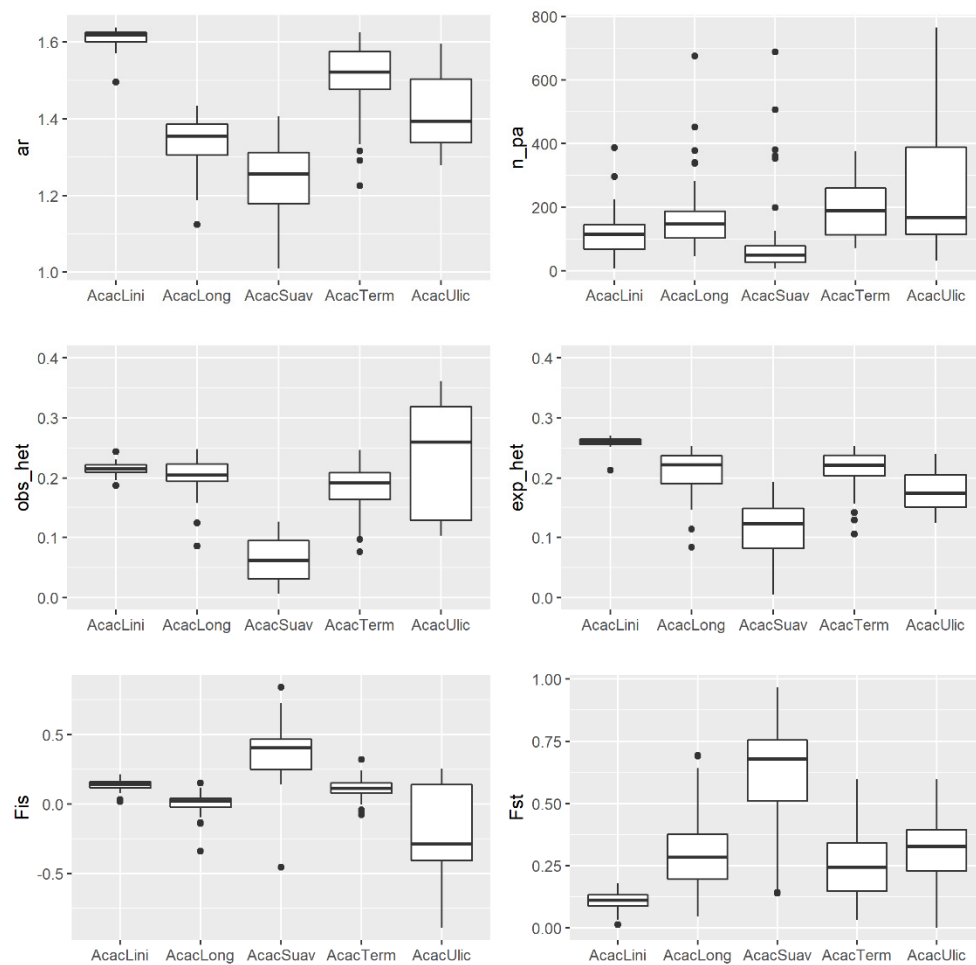 ar
1.6
1.4
1.2
1.0
AcacLini AcacLong AcacSuav AcacTerm AcacUlic
n_pa
800
600
400
200
0
AcacLini AcacLong AcacSuav AcacTerm AcacUlic
obs_het
0.4
0.3
0.2
0.1
0.0
AcacLini AcacLong AcacSuav AcacTerm AcacUlic
exp_het
0.4
0.3
0.2
0.1
0.0
AcacLini AcacLong AcacSuav AcacTerm AcacUlic
Fis
0.5
0.0
-0.5
AcacLini AcacLong AcacSuav AcacTerm AcacUlic
Fst
1.00
0.75
0.50
0.25
0.00
AcacLini AcacLong AcacSuav AcacTerm AcacUlic